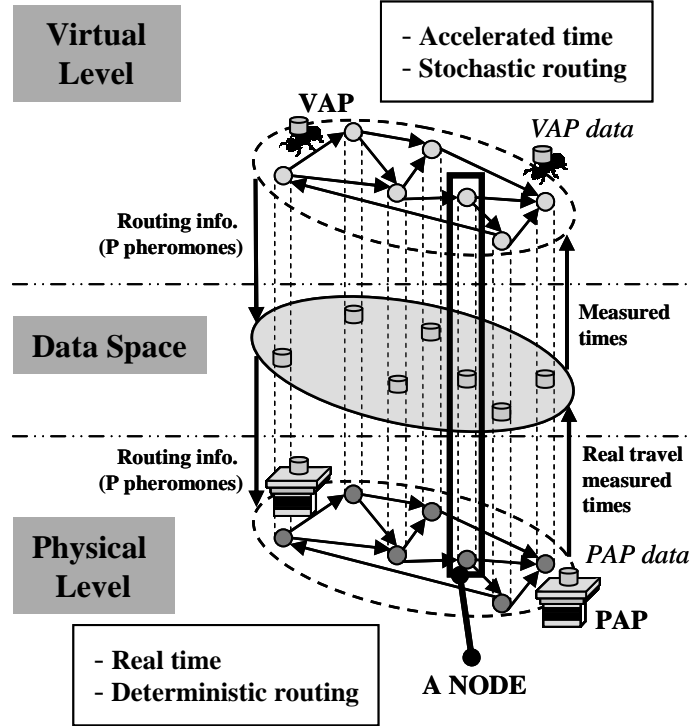 Virtual
Level
- Accelerated time
- Stochastic routing
VAP
VAP data
Routing info.
(P pheromones)
Measured
times
Data Space
Routing info.
(P pheromones)
Real travel
measured
times
Physical
Level
PAP data
PAP
- Real time
- Deterministic routing
A NODE